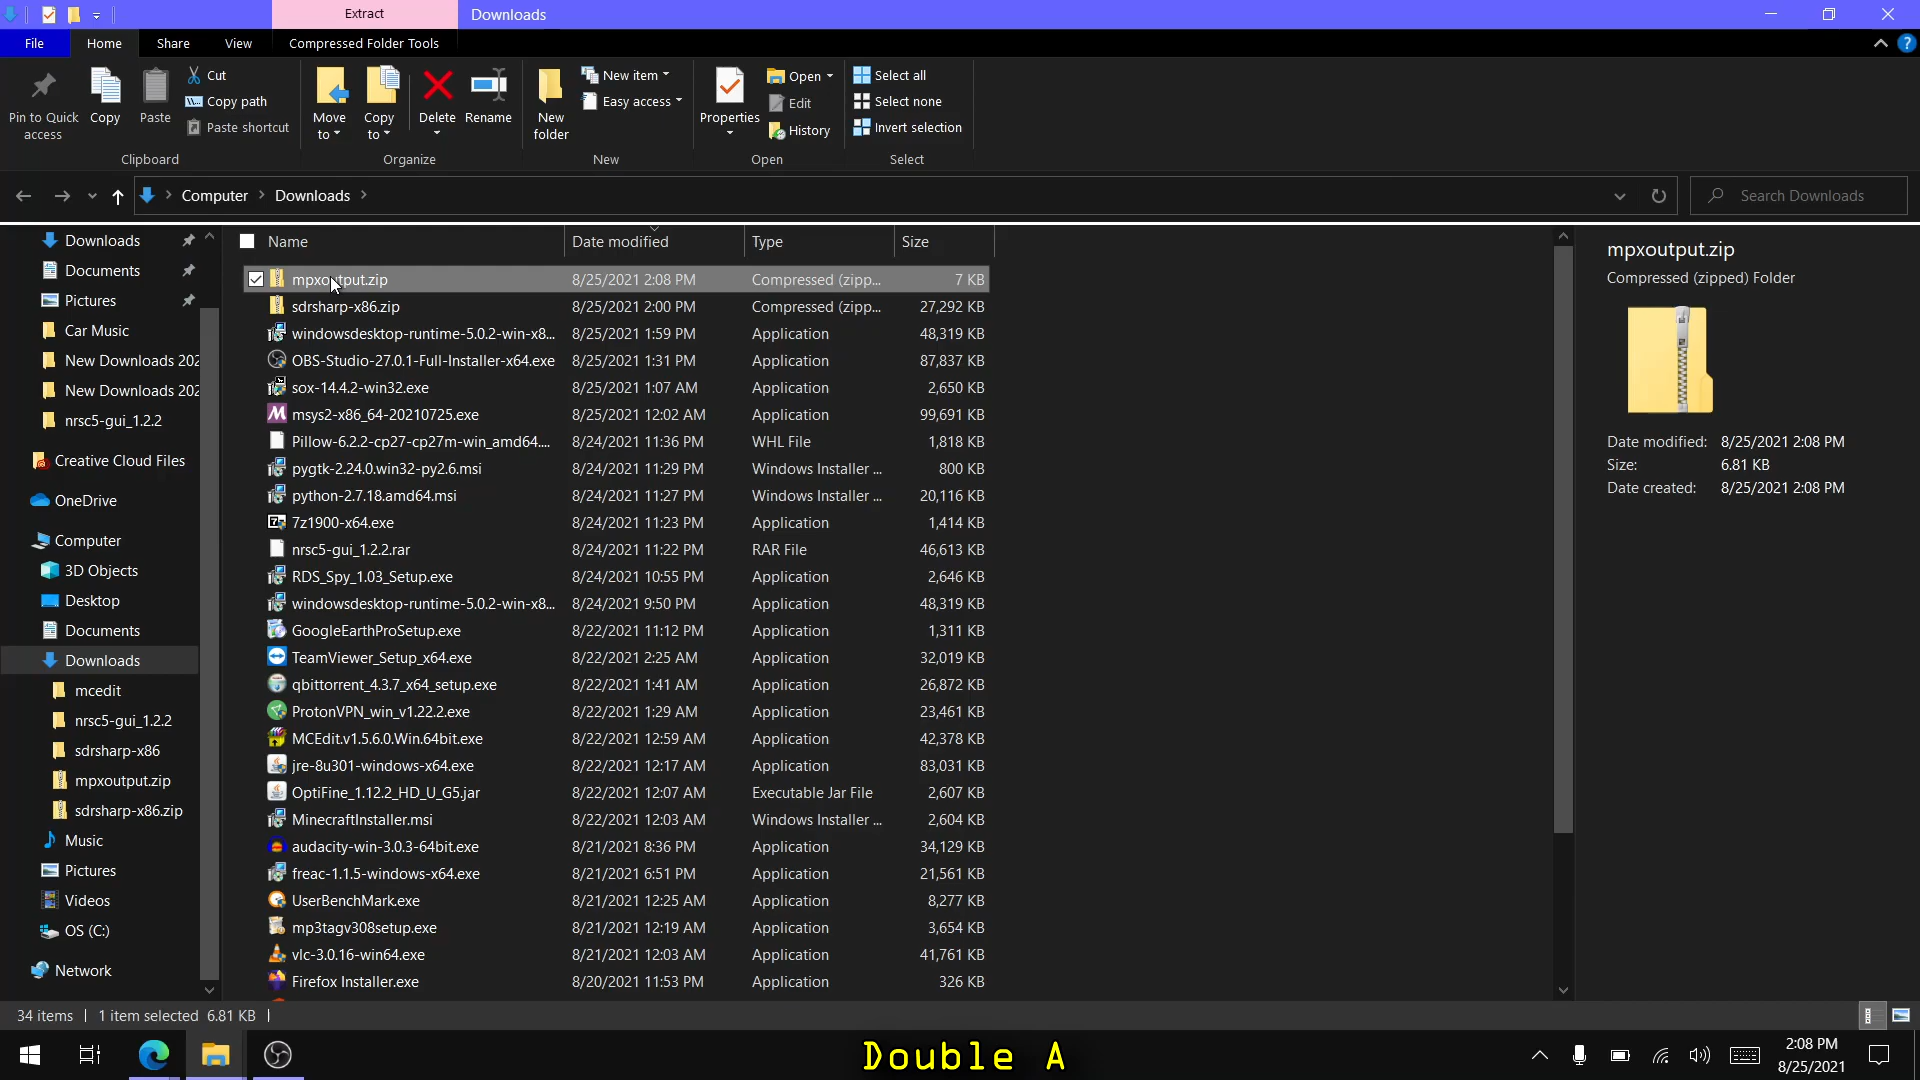 Extract
Downloads
File
Home
Share
View
Compressed Folder Tools
Pin to Quick access
Copy
Paste
Cut
Copy path
Paste shortcut
Clipboard
Move to
Copy to
Delete
Rename
Organize
New folder
New item
Easy access
New
Properties
Open
Edit
History
Open
Select all
Select none
Invert selection
Select
Computer
Downloads
Search Downloads
Downloads
Documents
Pictures
Car Music
New Downloads 202
New Downloads 202
nrsc5-gui_1.2.2
Creative Cloud Files
OneDrive
Computer
3D Objects
Desktop
Documents
Downloads
mcedit
nrsc5-gui_1.2.2
sdrsharp-x86
mpxoutput.zip
sdrsharp-x86.zip
Music
Pictures
Videos
OS (C:)
Network
Name Date modified Type Size
mpxoutput.zip 8/25/2021 2:08 PM Compressed (zipp... 7 KB
sdrsharp-x86.zip 8/25/2021 2:00 PM Compressed (zipp... 27,292 KB
windowsdesktop-runtime-5.0.2-win-x8... 8/25/2021 1:59 PM Application 48,319 KB
OBS-Studio-27.0.1-Full-Installer-x64.exe 8/25/2021 1:31 PM Application 87,837 KB
sox-14.4.2-win32.exe 8/25/2021 1:07 AM Application 2,650 KB
msys2-x86_64-20210725.exe 8/25/2021 12:02 AM Application 99,691 KB
Pillow-6.2.2-cp27-cp27m-win_amd64.... 8/24/2021 11:36 PM WHL File 1,818 KB
pygtk-2.24.0.win32-py2.6.msi 8/24/2021 11:29 PM Windows Installer ... 800 KB
python-2.7.18.amd64.msi 8/24/2021 11:27 PM Windows Installer ... 20,116 KB
7z1900-x64.exe 8/24/2021 11:23 PM Application 1,414 KB
nrsc5-gui_1.2.2.rar 8/24/2021 11:22 PM RAR File 46,613 KB
RDS_Spy_1.03_Setup.exe 8/24/2021 10:55 PM Application 2,646 KB
windowsdesktop-runtime-5.0.2-win-x8... 8/24/2021 9:50 PM Application 48,319 KB
GoogleEarthProSetup.exe 8/22/2021 11:12 PM Application 1,311 KB
TeamViewer_Setup_x64.exe 8/22/2021 2:25 AM Application 32,019 KB
qbittorrent_4.3.7_x64_setup.exe 8/22/2021 1:41 AM Application 26,872 KB
ProtonVPN_win_v1.22.2.exe 8/22/2021 1:29 AM Application 23,461 KB
MCEdit.v1.5.6.0.Win.64bit.exe 8/22/2021 12:59 AM Application 42,378 KB
jre-8u301-windows-x64.exe 8/22/2021 12:17 AM Application 83,031 KB
OptiFine_1.12.2_HD_U_G5.jar 8/22/2021 12:07 AM Executable Jar File 2,607 KB
MinecraftInstaller.msi 8/22/2021 12:03 AM Windows Installer ... 2,604 KB
audacity-win-3.0.3-64bit.exe 8/21/2021 8:36 PM Application 34,129 KB
freac-1.1.5-windows-x64.exe 8/21/2021 6:51 PM Application 21,561 KB
UserBenchMark.exe 8/21/2021 12:25 AM Application 8,277 KB
mp3tagv308setup.exe 8/21/2021 12:19 AM Application 3,654 KB
vlc-3.0.16-win64.exe 8/21/2021 12:03 AM Application 41,761 KB
Firefox Installer.exe 8/20/2021 11:53 PM Application 326 KB
mpxoutput.zip
Compressed (zipped) Folder
Date modified: 8/25/2021 2:08 PM
Size: 6.81 KB
Date created: 8/25/2021 2:08 PM
34 items 1 item selected 6.81 KB
Double A
2:08 PM
8/25/2021